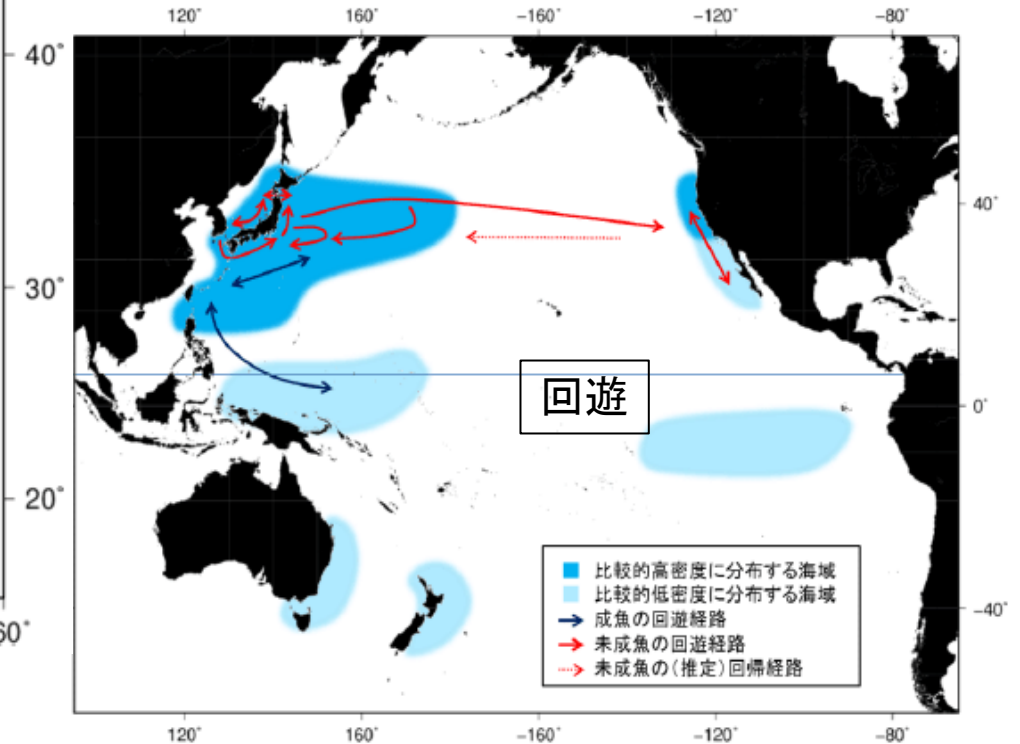 120° 160° −160° −120° −80°
40°
30°
20°
60°
40°
0°
−40°
回遊
比較的高密度に分布する海域
比較的低密度に分布する海域
成魚の回遊経路
未成魚の回遊経路
未成魚の(推定)回帰経路
120° 160° −160° −120° −80°